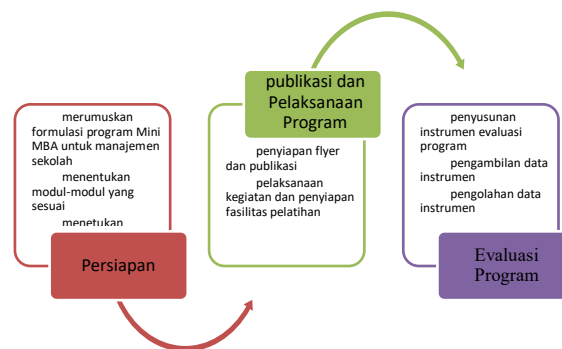 merumuskan
formulasi program Mini
MBA untuk manajemen
sekolah
menentukan
modul-modul yang
sesuai
menetukan
Persiapan
publikasi dan
Pelaksanaan
Program
penyiapan flyer
dan publikasi
pelaksanaan
kegiatan dan penyiapan
fasilitas pelatihan
penyusunan
instrumen evaluasi
program
pengambilan data
instrumen
pengolahan data
instrumen
Evaluasi
Program